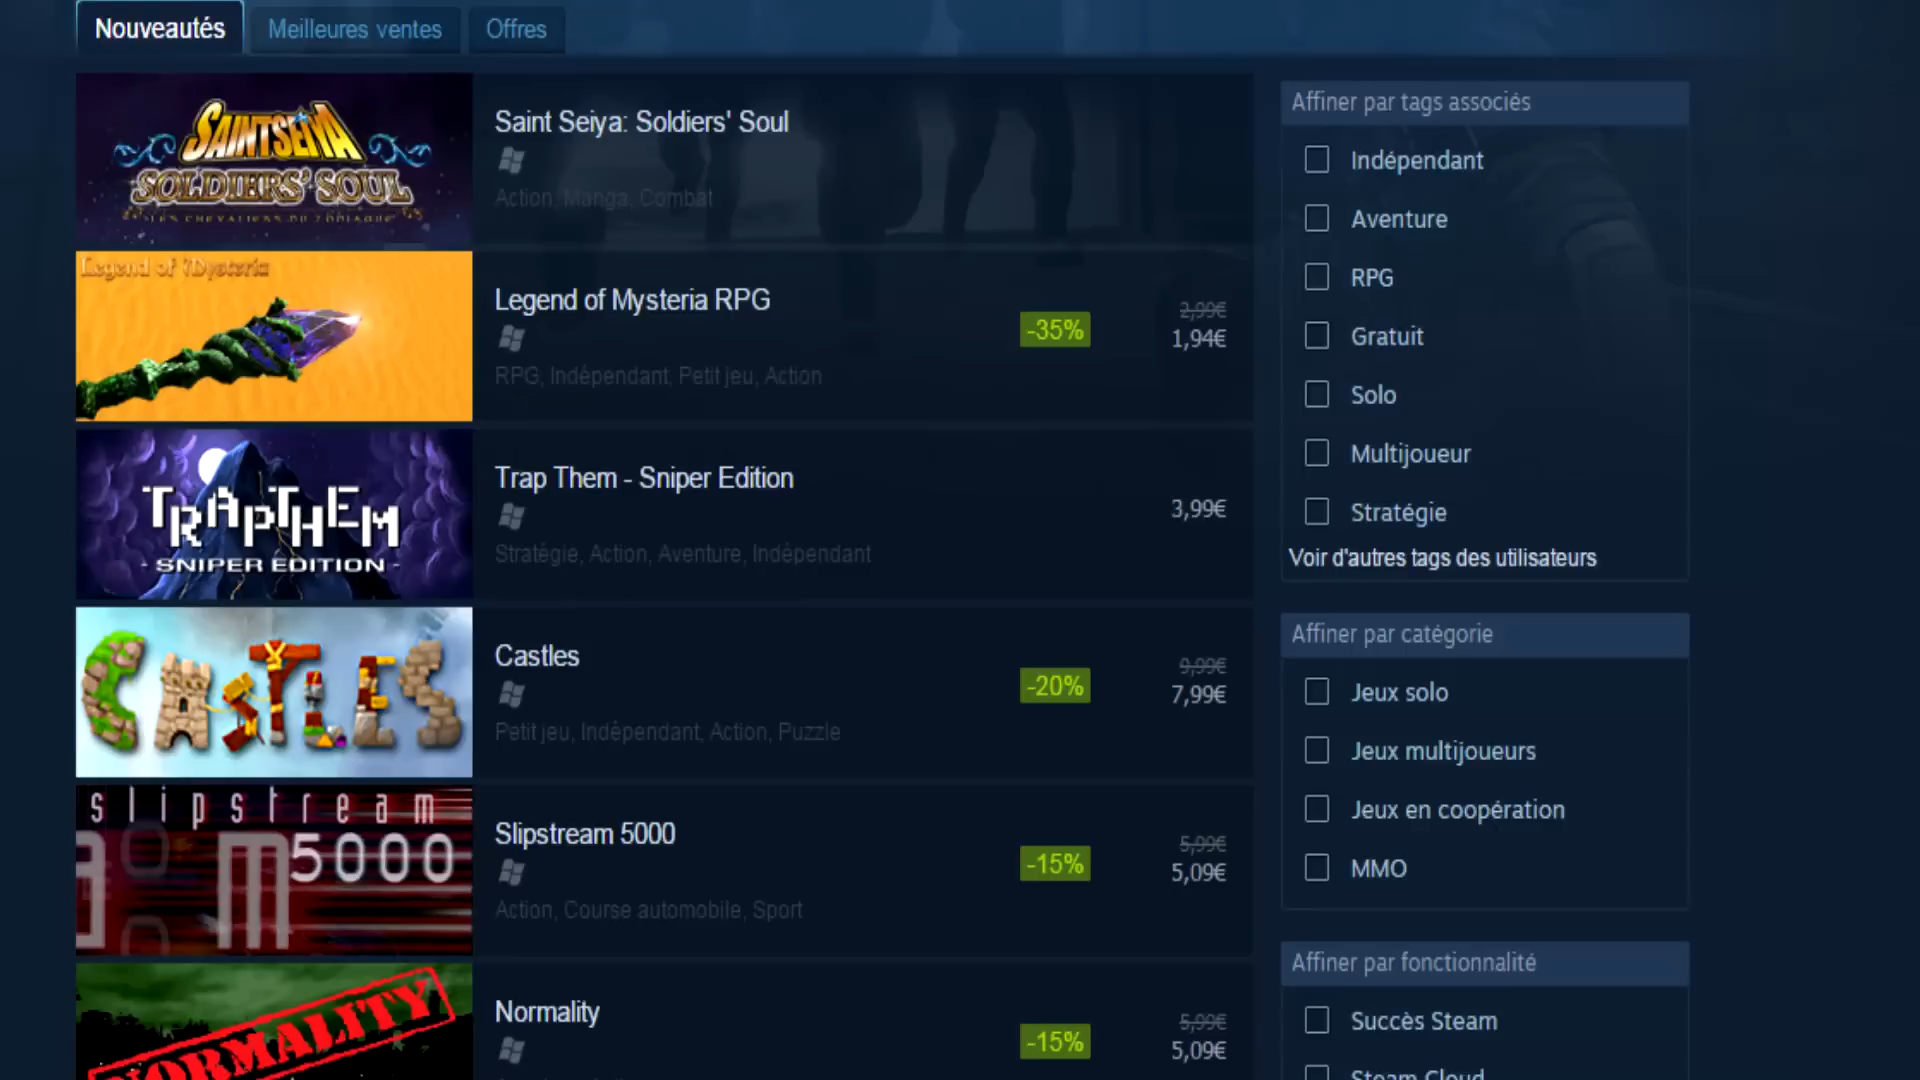 Nouveautés
Meilleures ventes
Offres
SAINT SEIYA
SOLDIERS' SOUL
LES CHEVALIERS DU ZODIAQUE
Saint Seiya: Soldiers' Soul
Action, Manga, Combat
Legend of Mysteria
Legend of Mysteria RPG
-35%
2,99€
1,94€
RPG, Indépendant, Petit jeu, Action
TRAPTHEM
- SNIPER EDITION -
Trap Them - Sniper Edition
3,99€
Stratégie, Action, Aventure, Indépendant
CASTLES
Castles
-20%
9,99€
7,99€
Petit jeu, Indépendant, Action, Puzzle
slipstream
5000
Slipstream 5000
-15%
5,99€
5,09€
Action, Course automobile, Sport
NORMALITY
Normality
-15%
5,99€
5,09€
Affiner par tags associés
Indépendant
Aventure
RPG
Gratuit
Solo
Multijoueur
Stratégie
Voir d'autres tags des utilisateurs
Affiner par catégorie
Jeux solo
Jeux multijoueurs
Jeux en coopération
MMO
Affiner par fonctionnalité
Succès Steam
Steam Cloud